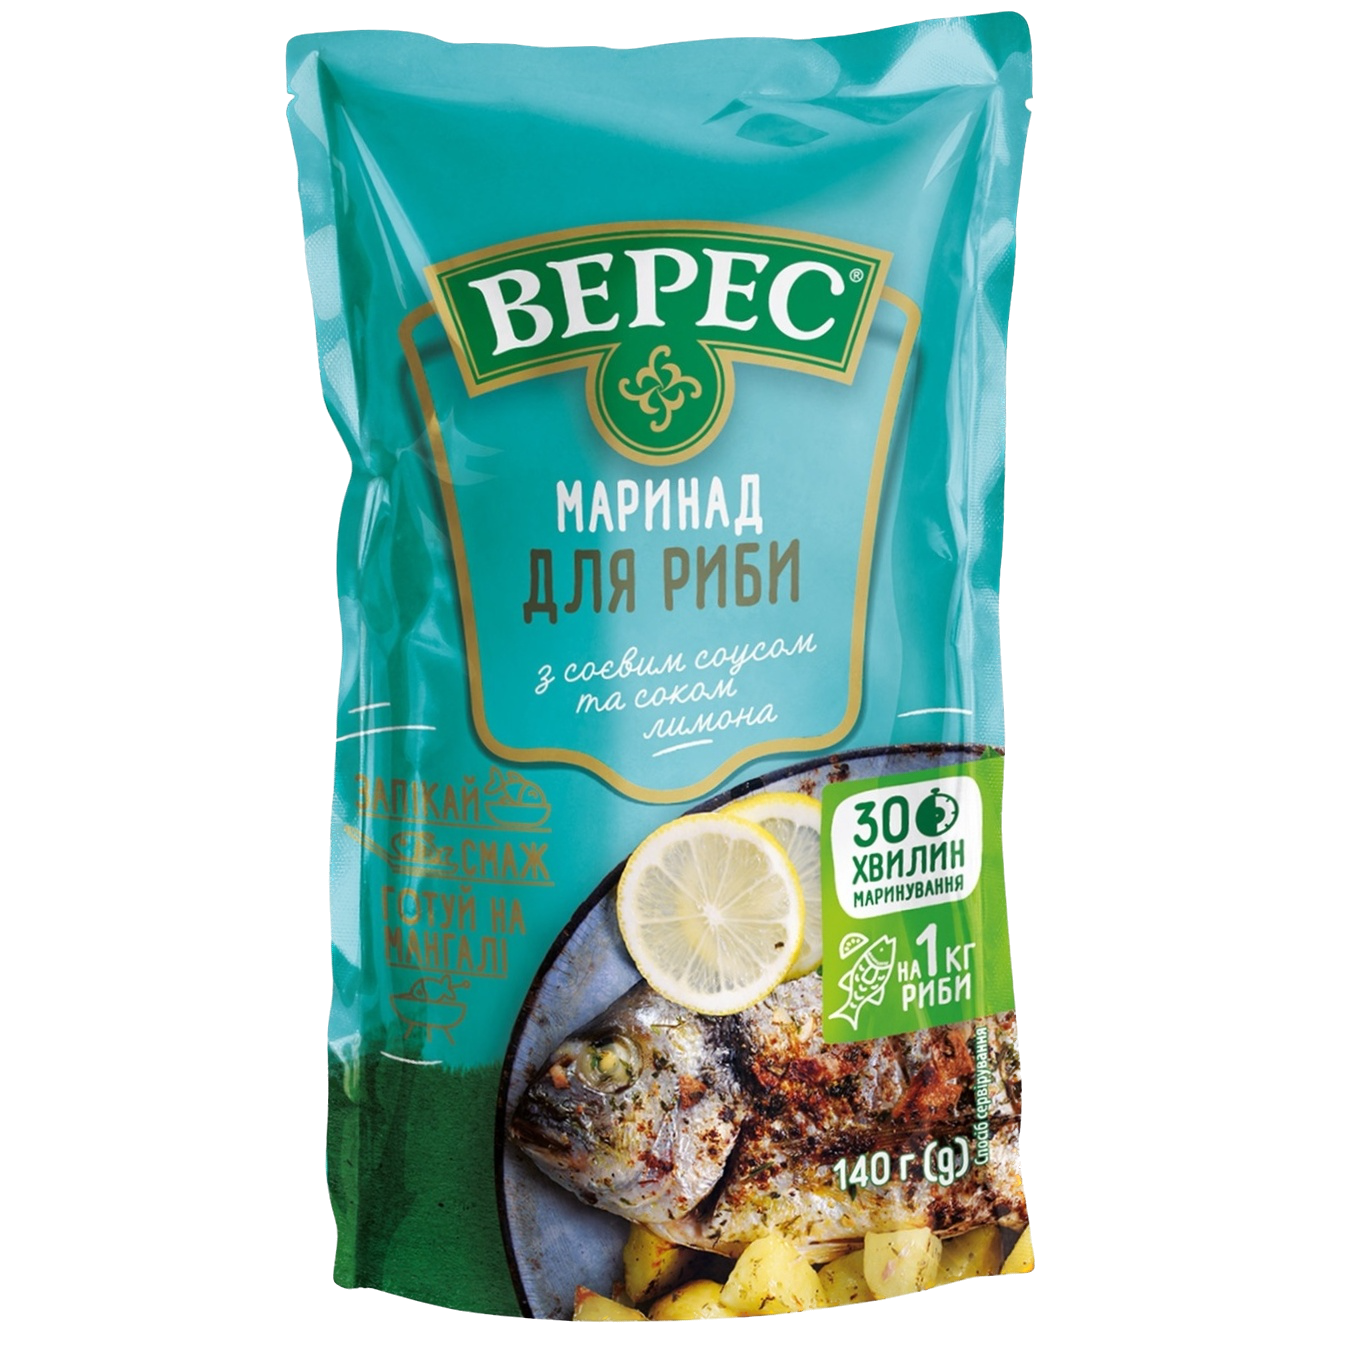 ВЕРЕС®
МАРИНАД
ДЛЯ РИБИ
з соєвим соусом
та соком
лимона
ЗАПІКАЙ
СМАЖ
ГОТУЙ НА
МАНГАЛІ
30
ХВИЛИН
МАРИНУВАННЯ
НА 1 КГ
РИБИ
140 г (g)
Спосіб сервірування